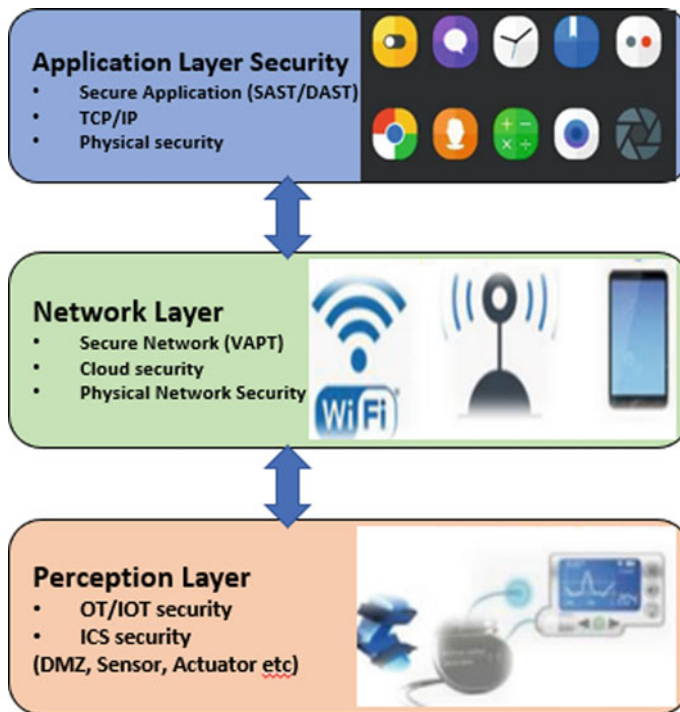 Application Layer Security
• Secure Application (SAST/DAST)
• TCP/IP
• Physical security
Network Layer
• Secure Network (VAPT)
• Cloud security
• Physical Network Security
WiFi
Perception Layer
• OT/IOT security
• ICS security
(DMZ, Sensor, Actuator etc)